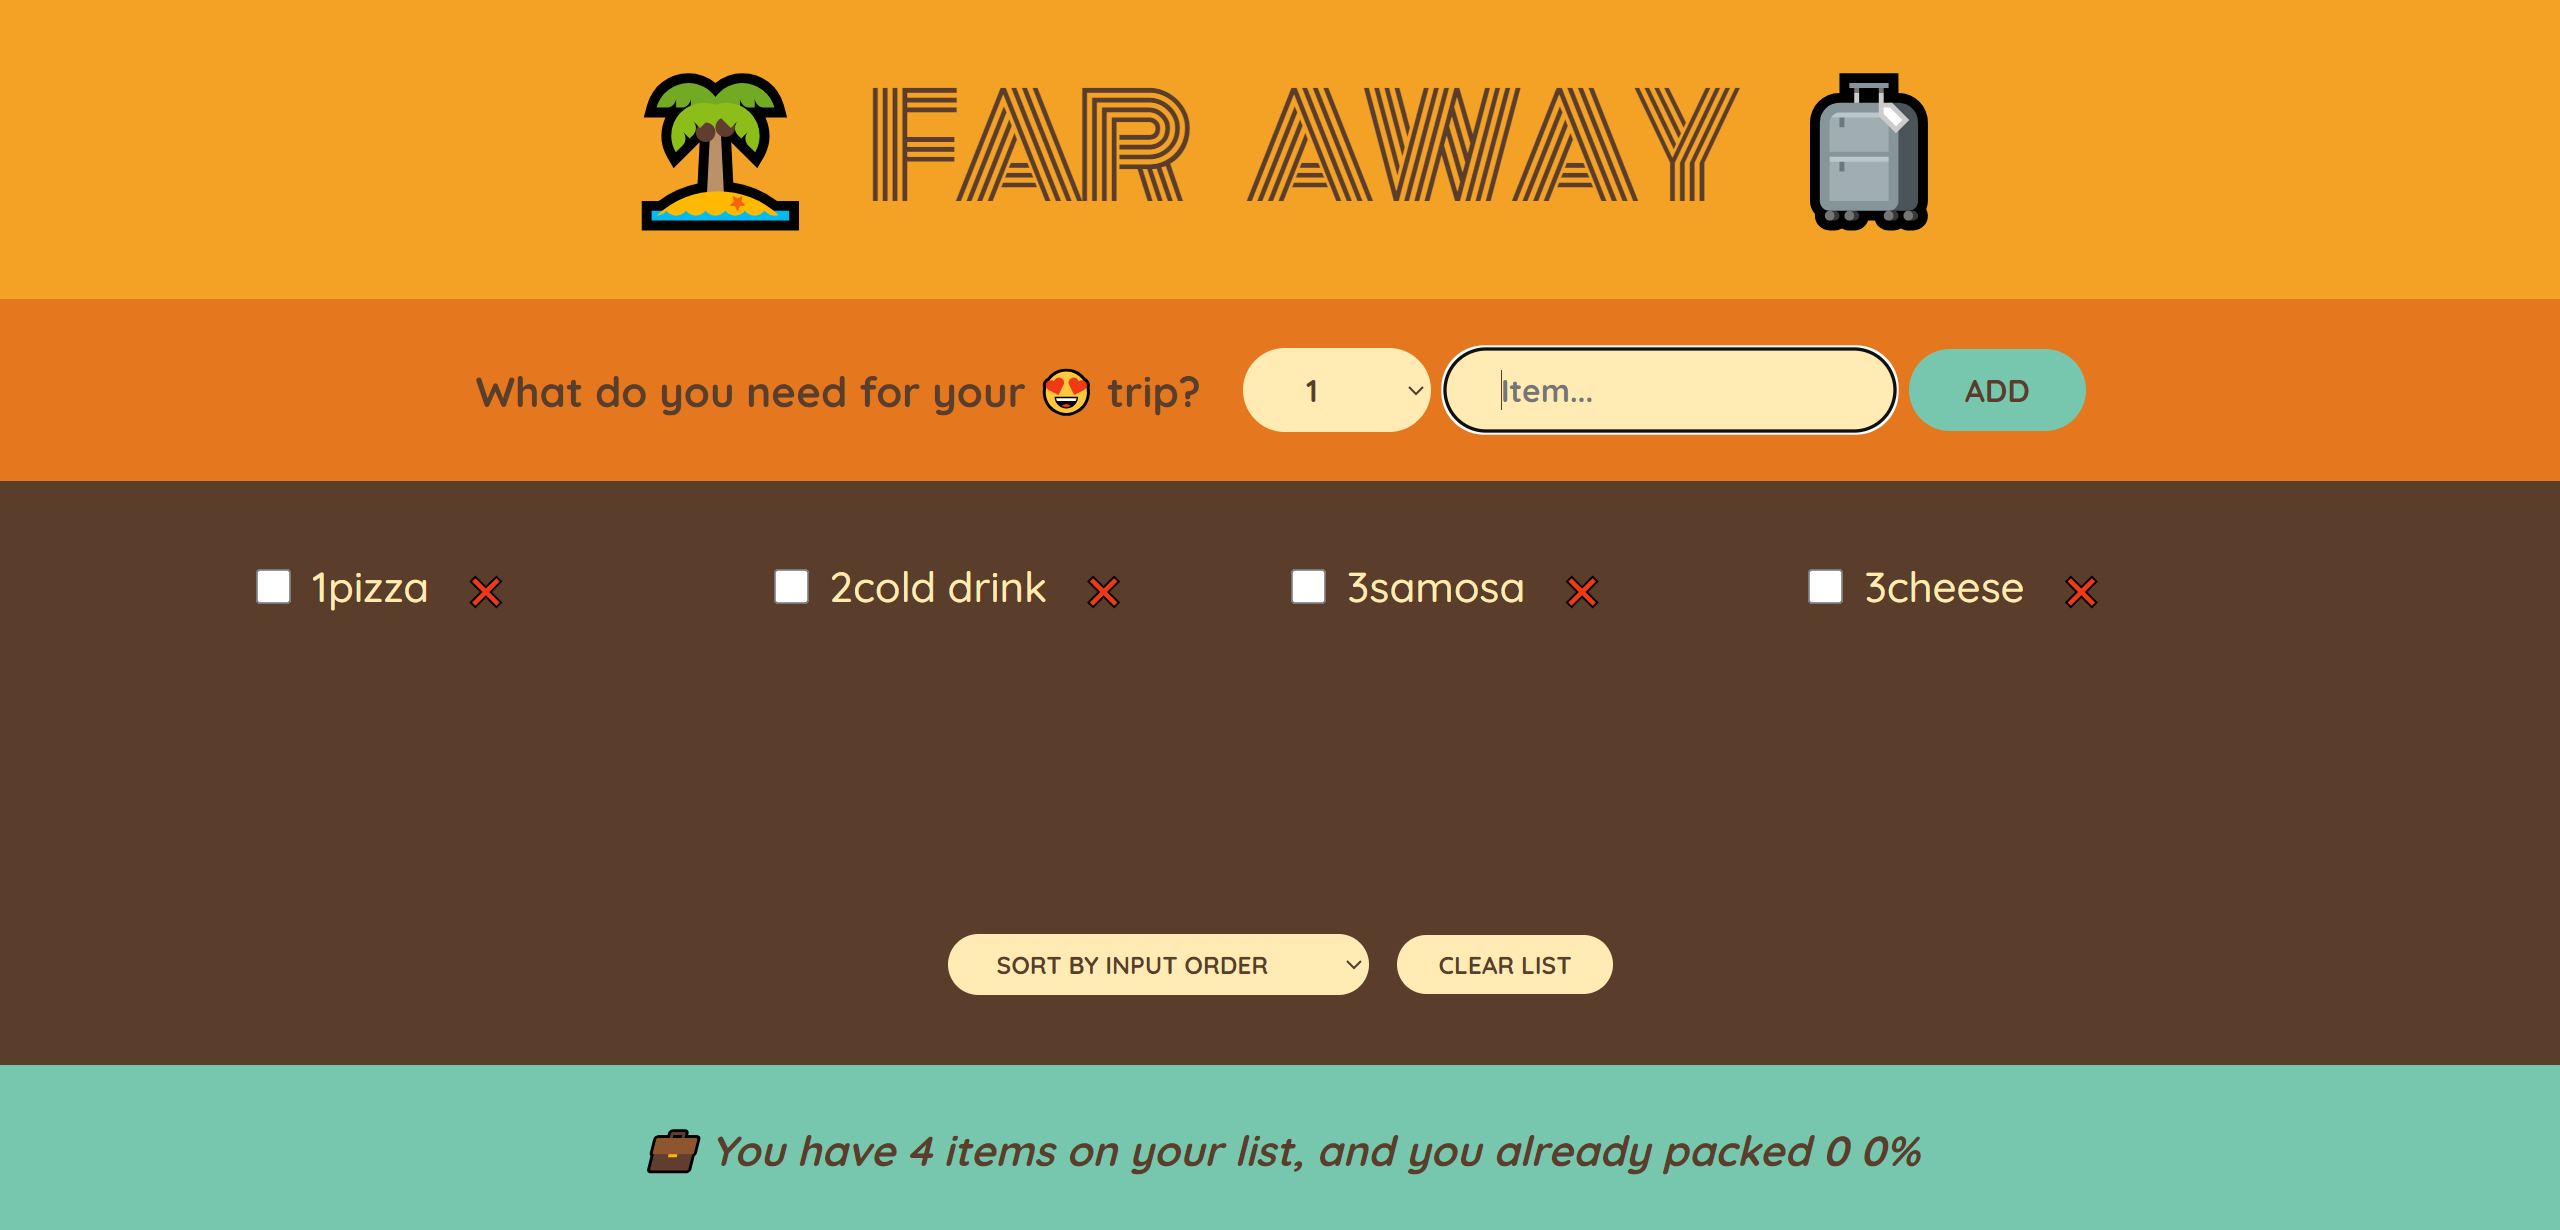 FAR AWAY
What do you need for your 😍 trip? 1 Item... ADD
1pizza ❌ 2cold drink ❌ 3samosa ❌ 3cheese ❌
SORT BY INPUT ORDER CLEAR LIST
💼 You have 4 items on your list, and you already packed 0 0%